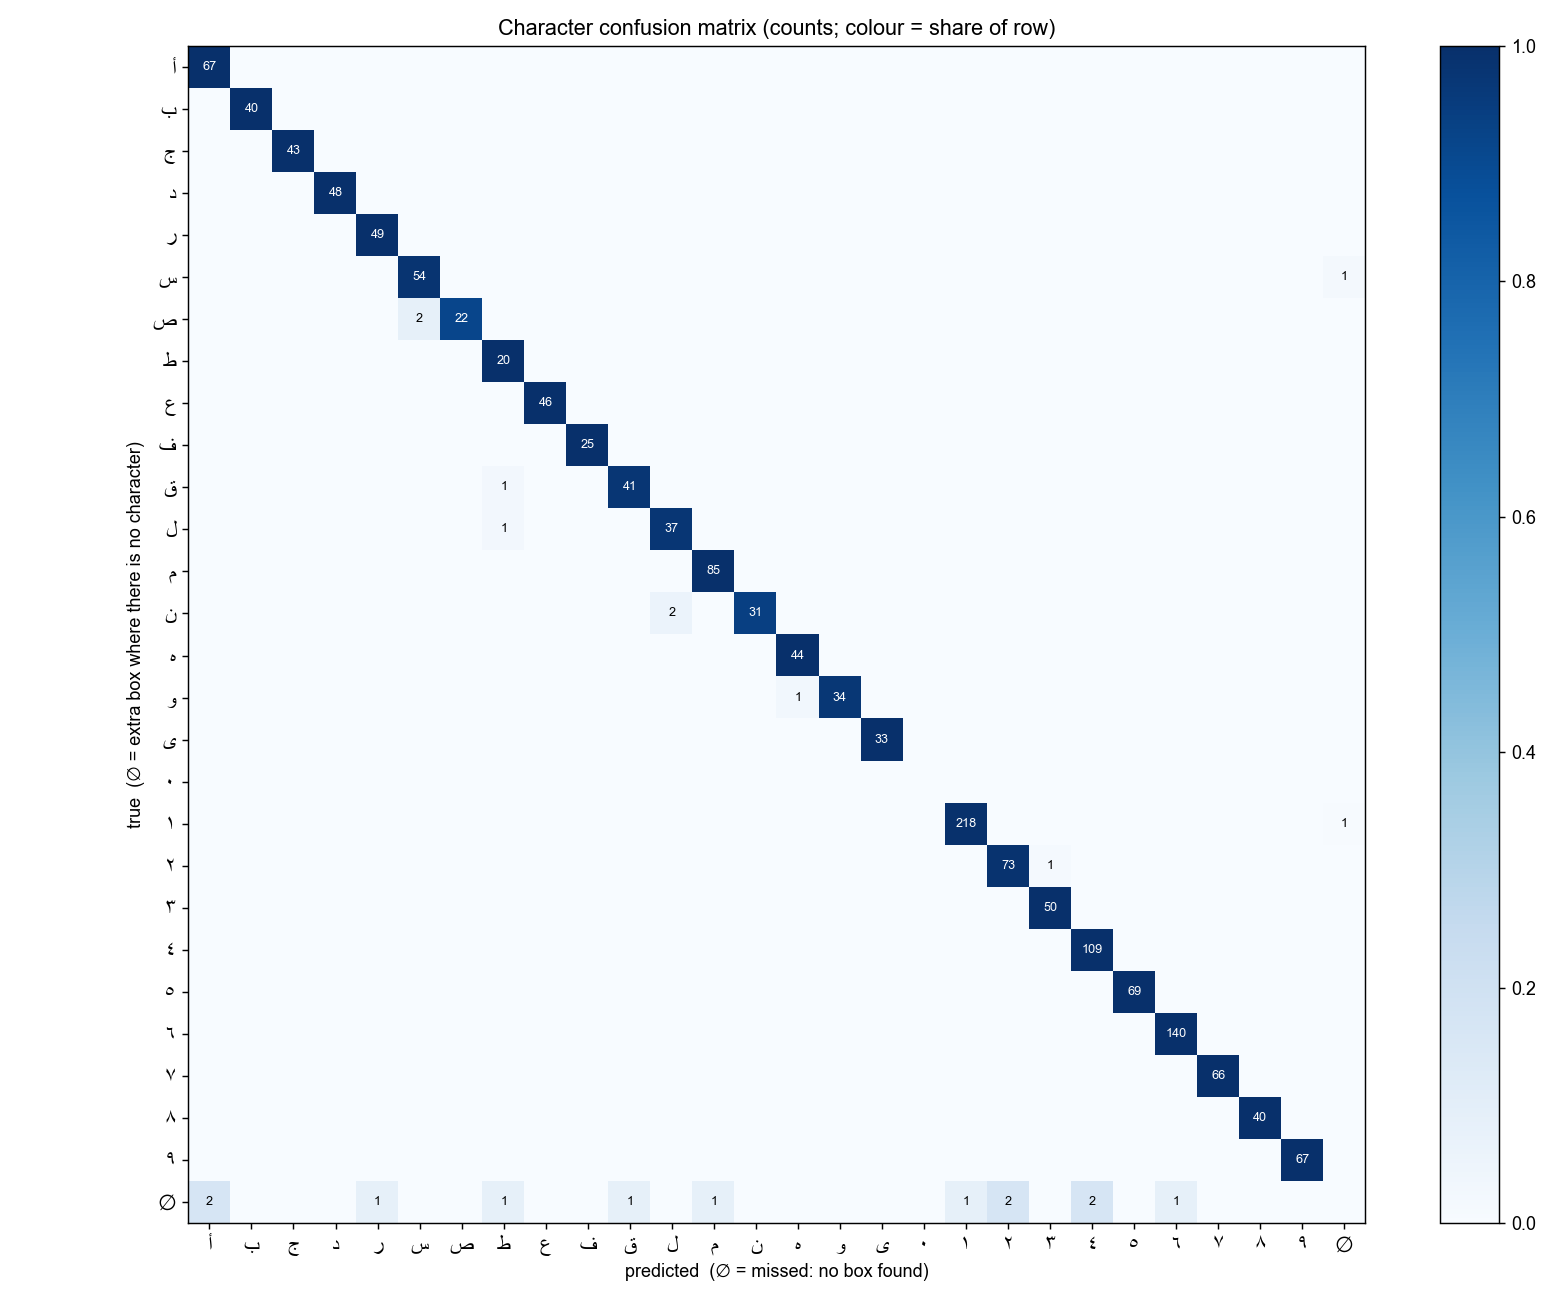 Character confusion matrix (counts; colour = share of row)
أ 67
ب 40
ج 43
د 48
ر 49
س 54 1
ص 2 22
ط 20
ع 46
ف 25
ق 1 41
ل 1 37
م 85
ن 2 31
ه 44
و 1 34
ى 33
٠
١ 218 1
٢ 73 1
٣ 50
٤ 109
٥ 69
٦ 140
٧ 66
٨ 40
٩ 67
∅ 2 1 1 1 1 1 2 2 1
أ ب ج د ر س ص ط ع ف ق ل م ن ه و ى ٠ ١ ٢ ٣ ٤ ٥ ٦ ٧ ٨ ٩ ∅
predicted (∅ = missed: no box found)
true (∅ = extra box where there is no character)
1.0
0.8
0.6
0.4
0.2
0.0